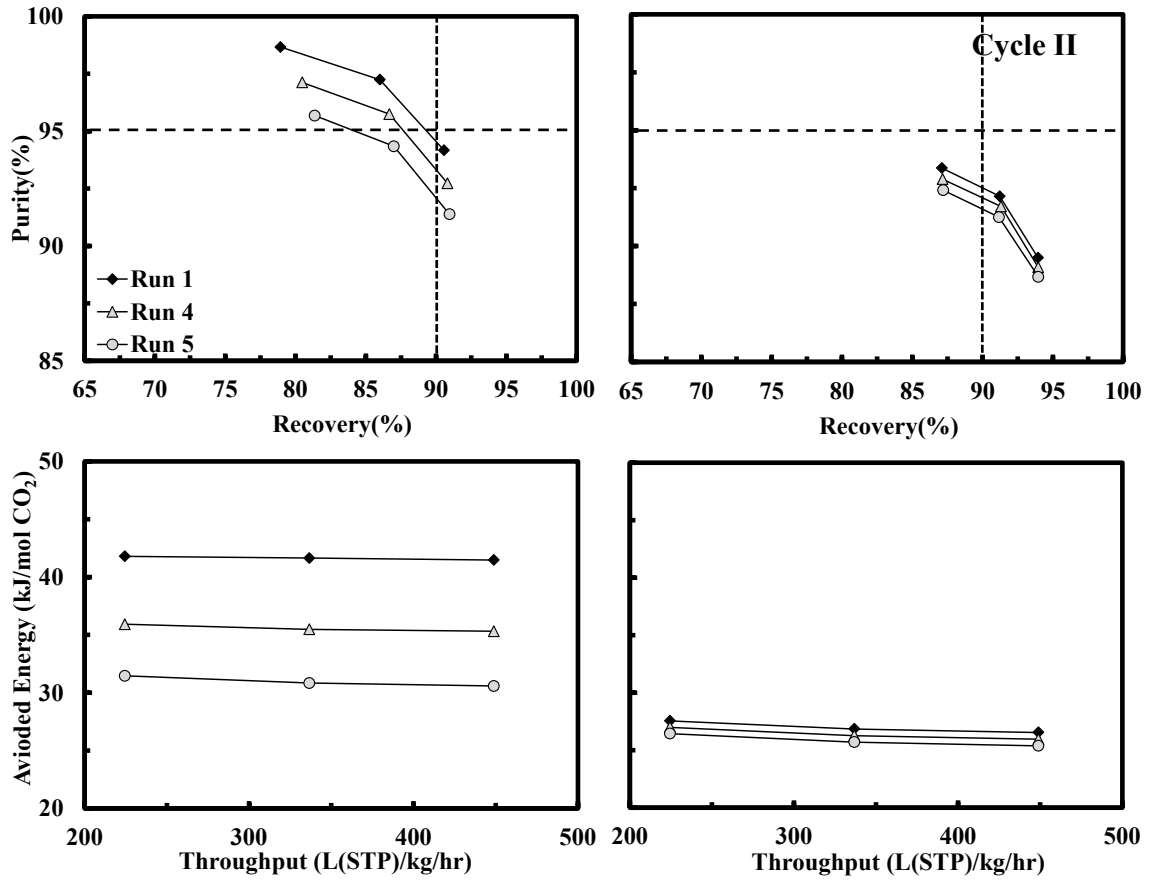 100
95
90
85
Purity(%)
Run 1
Run 4
Run 5
65 70 75 80 85 90 95 100
Recovery(%)
Cycle II
65 70 75 80 85 90 95 100
Recovery(%)
50
40
30
20
Avioded Energy (kJ/mol CO₂)
200 300 400 500
Throughput (L(STP)/kg/hr)
200 300 400 500
Throughput (L(STP)/kg/hr)